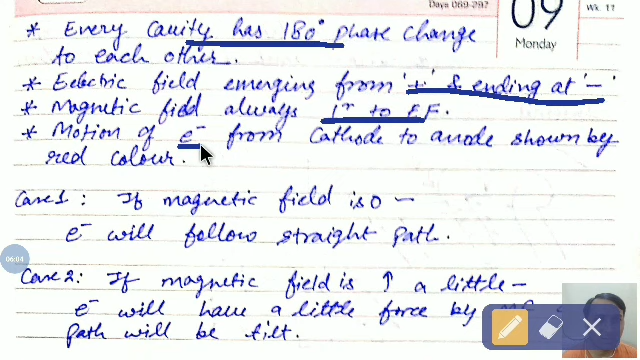 Days 069-297
09
Wk. 11
Monday
* Every Cavity has 180° phase change
to each other.
* Eelectric field emerging from '+' & ending at '-'
* Magnetic field always 1r to EF.
* Motion of e- from Cathode to anode shown by
red colour.
Case 1: If magnetic field is 0 -
e- will follow straight path.
06:04
Case 2: If magnetic field is ↑ a little -
e- will have a little force by
path will be tilt.